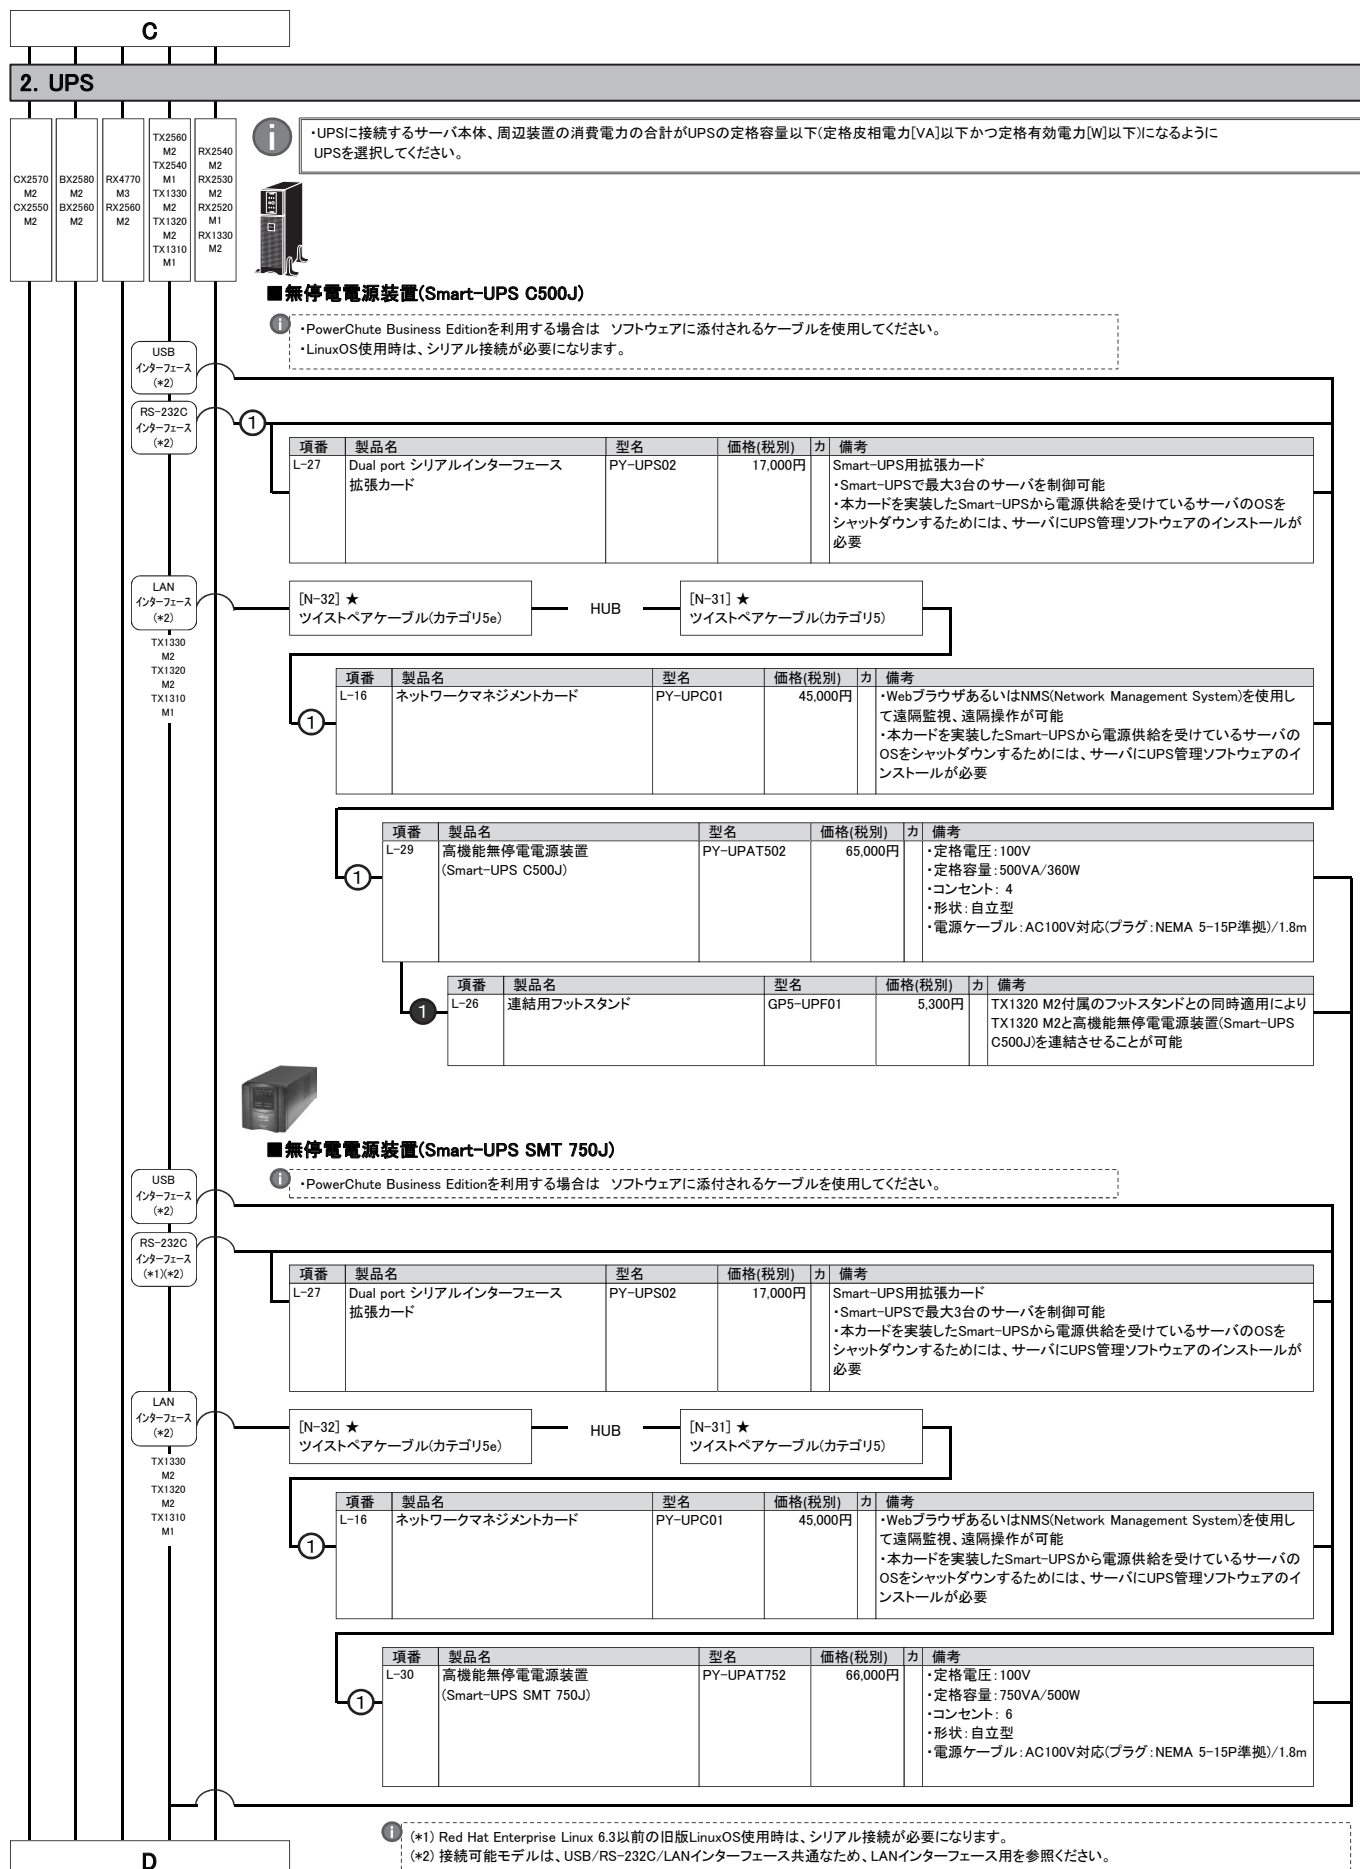 C
2. UPS
CX2570
M2
CX2550
M2
BX2580
M2
BX2560
M2
RX4770
M3
RX2560
M2
TX2560
M2
TX2540
M1
TX1330
M2
TX1320
M2
TX1310
M1
RX2540
M2
RX2530
M2
RX2520
M1
RX1330
M2
i
・UPSに接続するサーバ本体、周辺装置の消費電力の合計がUPSの定格容量以下(定格皮相電力[VA]以下かつ定格有効電力[W]以下)になるように
UPSを選択してください。
■無停電電源装置(Smart-UPS C500J)
i
・PowerChute Business Editionを利用する場合は ソフトウェアに添付されるケーブルを使用してください。
・LinuxOS使用時は、シリアル接続が必要になります。
USB
インターフェース
(*2)
RS-232C
インターフェース
(*2)
1
項番 製品名 型名 価格(税別) カ 備考
L-27 Dual port シリアルインターフェース PY-UPS02 17,000円 Smart-UPS用拡張カード
拡張カード ・Smart-UPSで最大3台のサーバを制御可能
・本カードを実装したSmart-UPSから電源供給を受けているサーバのOSを
シャットダウンするためには、サーバにUPS管理ソフトウェアのインストールが
必要
LAN
インターフェース
(*2)
TX1330
M2
TX1320
M2
TX1310
M1
[N-32] ★
ツイストペアケーブル(カテゴリ5e)
HUB
[N-31] ★
ツイストペアケーブル(カテゴリ5)
項番 製品名 型名 価格(税別) カ 備考
1
L-16 ネットワークマネジメントカード PY-UPC01 45,000円 ・WebブラウザあるいはNMS(Network Management System)を使用し
て遠隔監視、遠隔操作が可能
・本カードを実装したSmart-UPSから電源供給を受けているサーバの
OSをシャットダウンするためには、サーバにUPS管理ソフトウェアのイ
ンストールが必要
項番 製品名 型名 価格(税別) カ 備考
1
L-29 高機能無停電電源装置 PY-UPAT502 65,000円 ・定格電圧：100V
(Smart-UPS C500J) ・定格容量：500VA/360W
・コンセント： 4
・形状：自立型
・電源ケーブル：AC100V対応(プラグ：NEMA 5-15P準拠)/1.8m
項番 製品名 型名 価格(税別) カ 備考
1
L-26 連結用フットスタンド GP5-UPF01 5,300円 TX1320 M2付属のフットスタンドとの同時適用により
TX1320 M2と高機能無停電電源装置(Smart-UPS
C500J)を連結させることが可能
■無停電電源装置(Smart-UPS SMT 750J)
i
・PowerChute Business Editionを利用する場合は ソフトウェアに添付されるケーブルを使用してください。
USB
インターフェース
(*2)
RS-232C
インターフェース
(*1)(*2)
項番 製品名 型名 価格(税別) カ 備考
L-27 Dual port シリアルインターフェース PY-UPS02 17,000円 Smart-UPS用拡張カード
拡張カード ・Smart-UPSで最大3台のサーバを制御可能
・本カードを実装したSmart-UPSから電源供給を受けているサーバのOSを
シャットダウンするためには、サーバにUPS管理ソフトウェアのインストールが
必要
LAN
インターフェース
(*2)
TX1330
M2
TX1320
M2
TX1310
M1
[N-32] ★
ツイストペアケーブル(カテゴリ5e)
HUB
[N-31] ★
ツイストペアケーブル(カテゴリ5)
項番 製品名 型名 価格(税別) カ 備考
1
L-16 ネットワークマネジメントカード PY-UPC01 45,000円 ・WebブラウザあるいはNMS(Network Management System)を使用し
て遠隔監視、遠隔操作が可能
・本カードを実装したSmart-UPSから電源供給を受けているサーバの
OSをシャットダウンするためには、サーバにUPS管理ソフトウェアのイ
ンストールが必要
項番 製品名 型名 価格(税別) カ 備考
1
L-30 高機能無停電電源装置 PY-UPAT752 66,000円 ・定格電圧：100V
(Smart-UPS SMT 750J) ・定格容量：750VA/500W
・コンセント： 6
・形状：自立型
・電源ケーブル：AC100V対応(プラグ：NEMA 5-15P準拠)/1.8m
i
(*1) Red Hat Enterprise Linux 6.3以前の旧版LinuxOS使用時は、シリアル接続が必要になります。
(*2) 接続可能モデルは、USB/RS-232C/LANインターフェース共通なため、LANインターフェース用を参照ください。
D